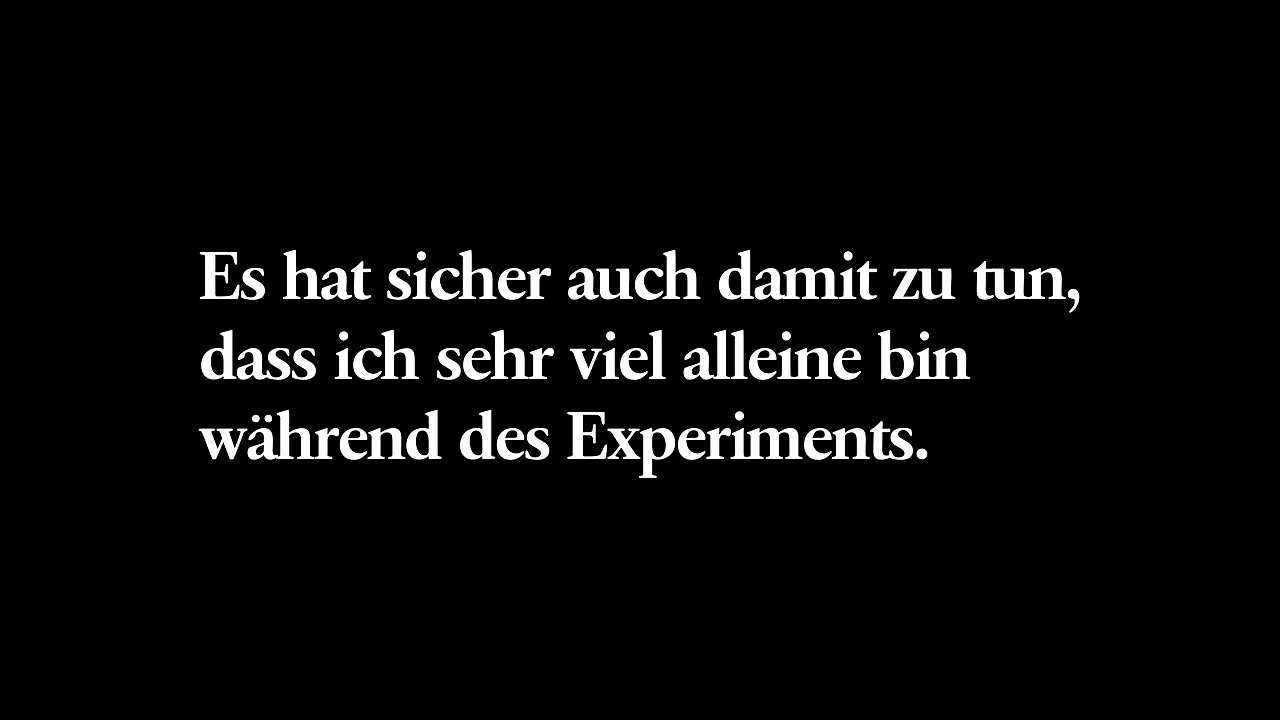 Es hat sicher auch damit zu tun,
dass ich sehr viel alleine bin
während des Experiments.